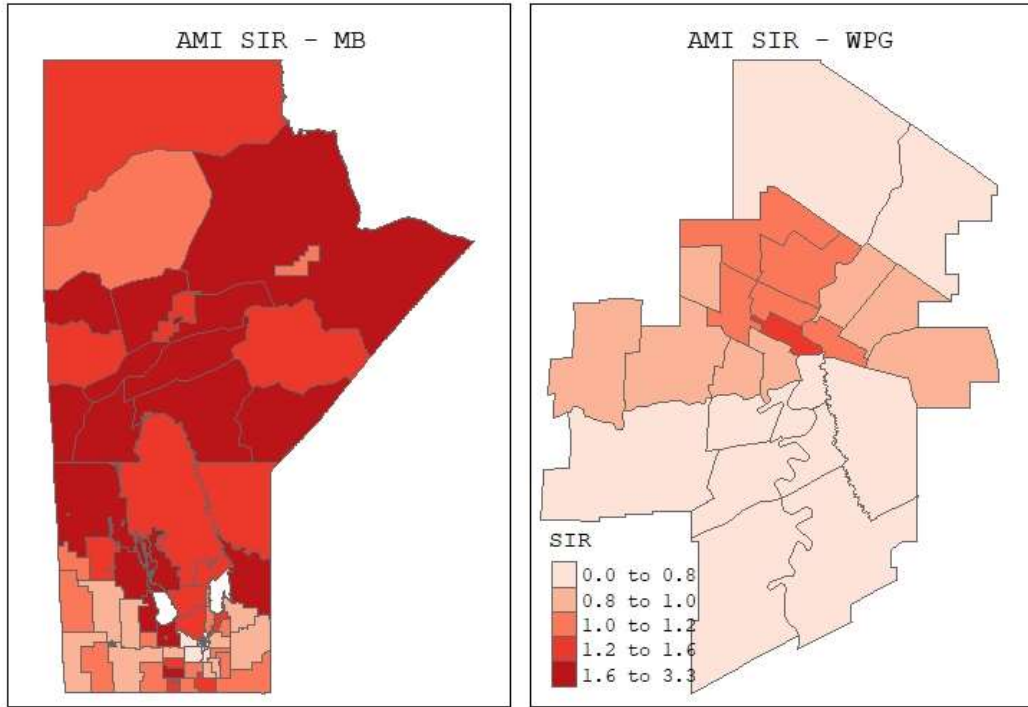 AMI SIR - MB
AMI SIR - WPG
SIR
0.0 to 0.8
0.8 to 1.0
1.0 to 1.2
1.2 to 1.6
1.6 to 3.3